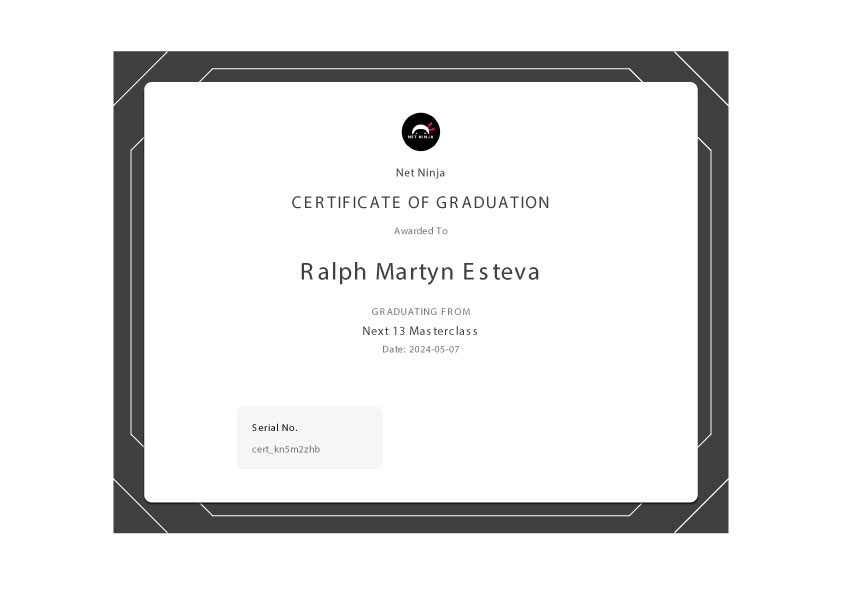 NET NINJA
Net Ninja
CERTIFICATE OF GRADUATION
Awarded To
Ralph Martyn Esteva
GRADUATING FROM
Next 13 Masterclass
Date: 2024-05-07
Serial No.
cert_kn5m2zhb